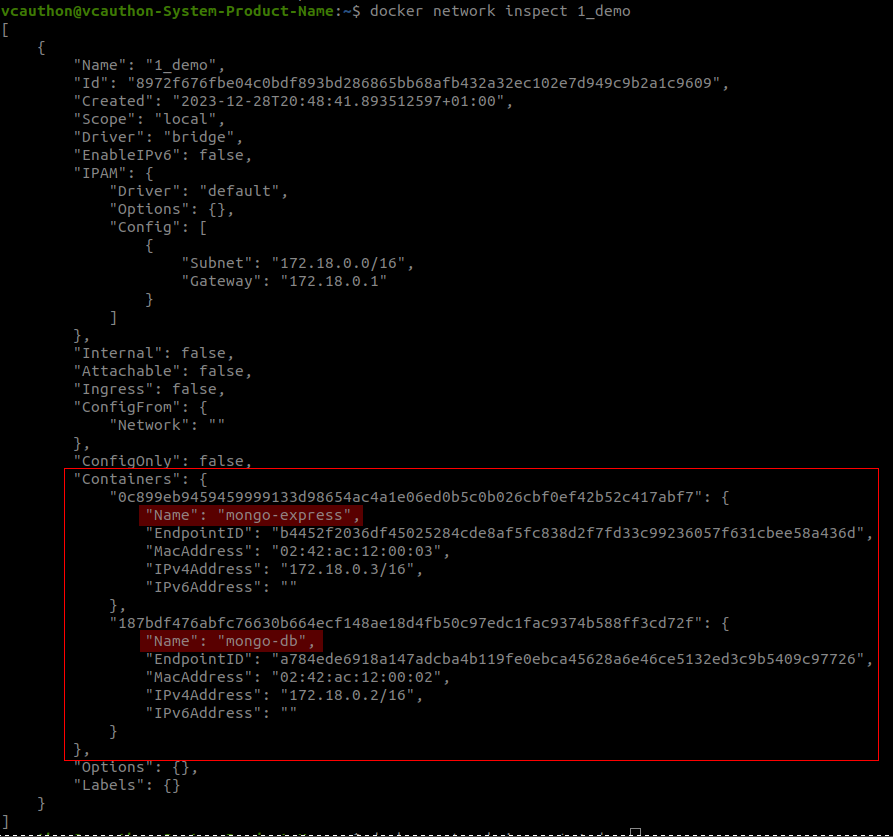 vcauthon@vcauthon-System-Product-Name:~$ docker network inspect 1_demo
[
    {
        "Name": "1_demo",
        "Id": "8972f676fbe04c0bdf893bd286865bb68afb432a32ec102e7d949c9b2a1c9609",
        "Created": "2023-12-28T20:48:41.893512597+01:00",
        "Scope": "local",
        "Driver": "bridge",
        "EnableIPv6": false,
        "IPAM": {
            "Driver": "default",
            "Options": {},
            "Config": [
                {
                    "Subnet": "172.18.0.0/16",
                    "Gateway": "172.18.0.1"
                }
            ]
        },
        "Internal": false,
        "Attachable": false,
        "Ingress": false,
        "ConfigFrom": {
            "Network": ""
        },
        "ConfigOnly": false,
        "Containers": {
            "0c899eb9459459999133d98654ac4a1e06ed0b5c0b026cbf0ef42b52c417abf7": {
                "Name": "mongo-express",
                "EndpointID": "b4452f2036df45025284cde8af5fc838d2f7fd33c99236057f631cbee58a436d",
                "MacAddress": "02:42:ac:12:00:03",
                "IPv4Address": "172.18.0.3/16",
                "IPv6Address": ""
            },
            "187bdf476abfc76630b664ecf148ae18d4fb50c97edc1fac9374b588ff3cd72f": {
                "Name": "mongo-db",
                "EndpointID": "a784ede6918a147adcba4b119fe0ebca45628a6e46ce5132ed3c9b5409c97726",
                "MacAddress": "02:42:ac:12:00:02",
                "IPv4Address": "172.18.0.2/16",
                "IPv6Address": ""
            }
        },
        "Options": {},
        "Labels": {}
    }
]